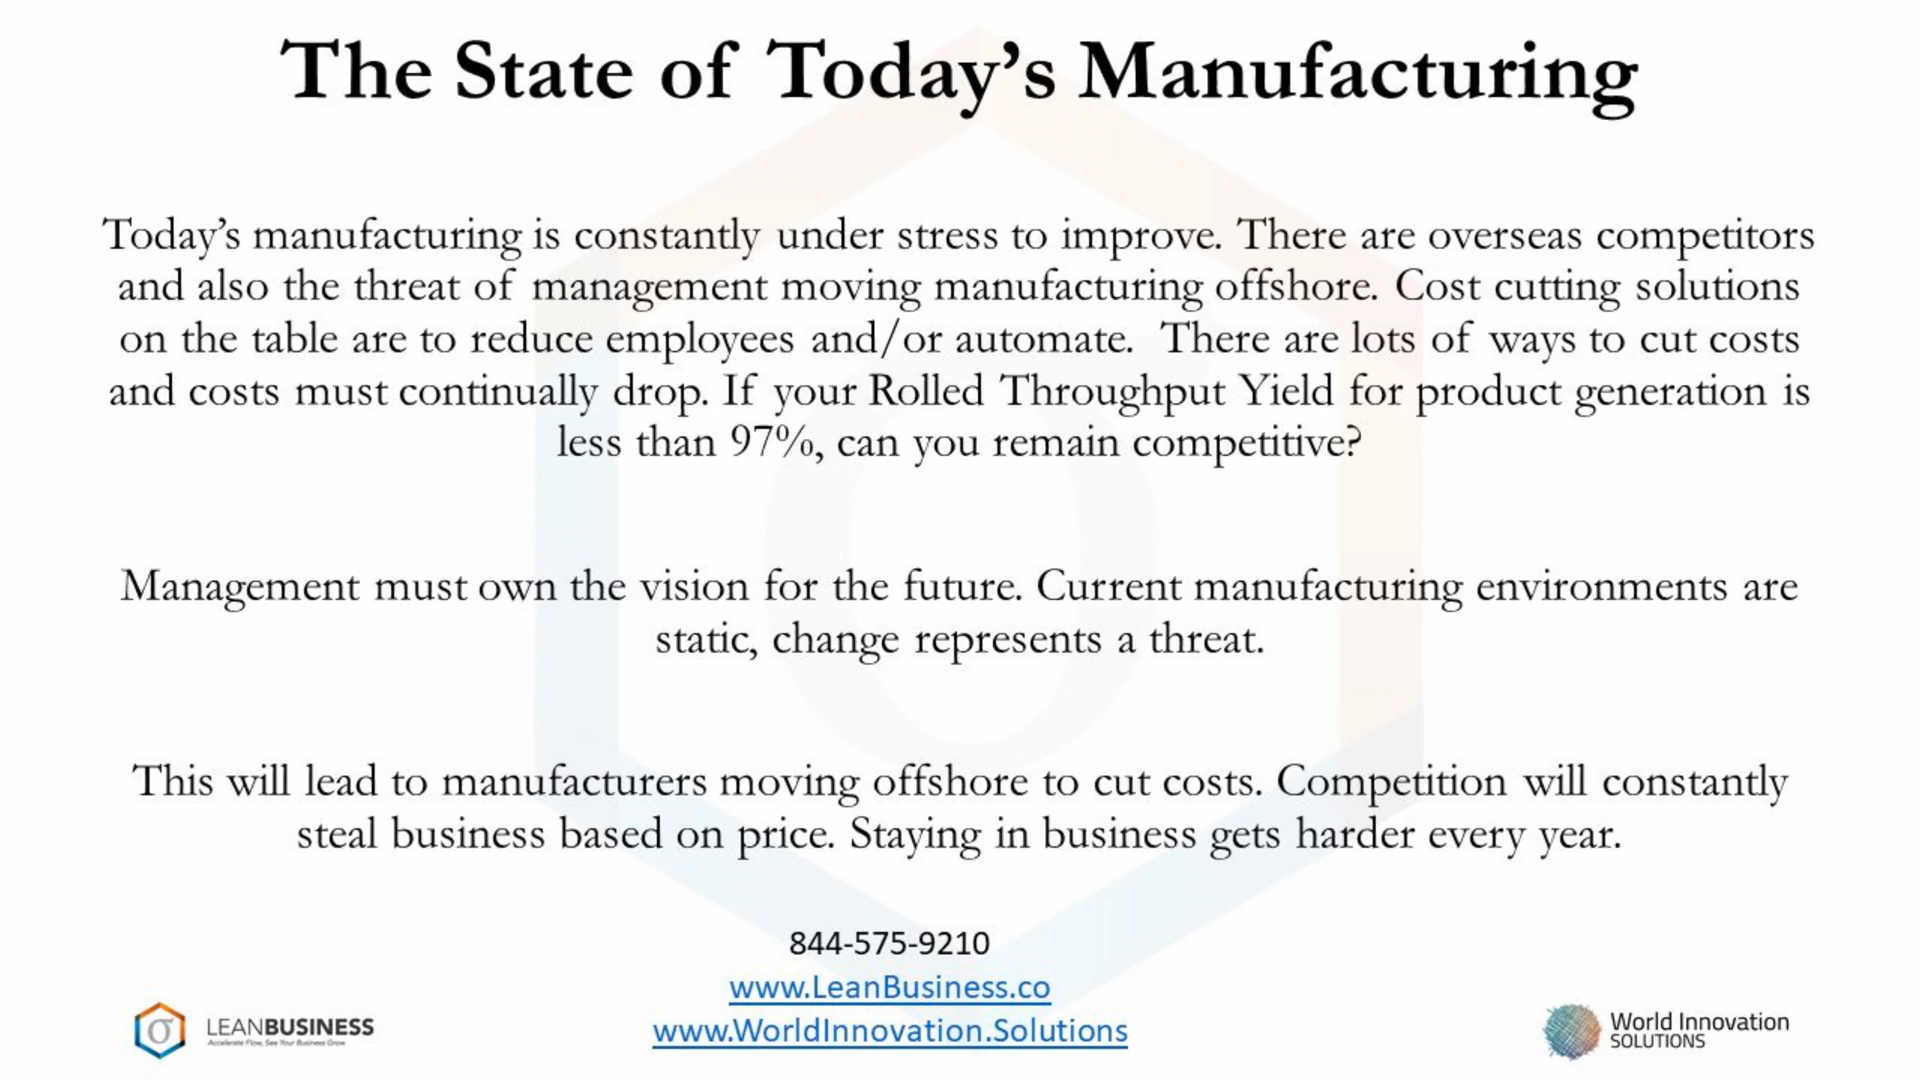 The State of Today’s Manufacturing
Today’s manufacturing is constantly under stress to improve. There are overseas competitors
and also the threat of management moving manufacturing offshore. Cost cutting solutions
on the table are to reduce employees and/or automate. There are lots of ways to cut costs
and costs must continually drop. If your Rolled Throughput Yield for product generation is
less than 97%, can you remain competitive?
Management must own the vision for the future. Current manufacturing environments are
static, change represents a threat.
This will lead to manufacturers moving offshore to cut costs. Competition will constantly
steal business based on price. Staying in business gets harder every year.
844-575-9210
www.LeanBusiness.co
www.WorldInnovation.Solutions
σ
LEANBUSINESS
Accelerate Flow, See Your Business Grow
World Innovation
SOLUTIONS